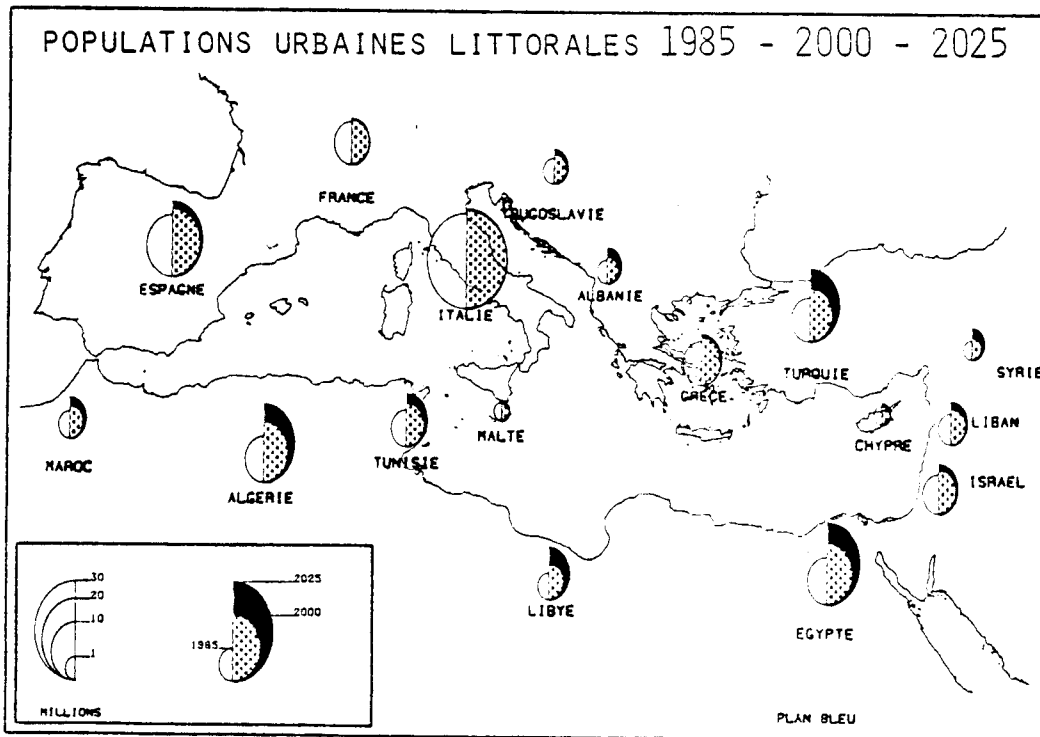 POPULATIONS URBAINES LITTORALES 1985 - 2000 - 2025
FRANCE
YOUGOSLAVIE
ESPAGNE
ITALIE
ALBANIE
TURQUIE
SYRIE
GRECE
MALTE
CHYPRE
LIBAN
MAROC
TUNISIE
ALGERIE
ISRAEL
LIBYE
EGYPTE
30
20
10
1
MILLIONS
2025
2000
1985
PLAN BLEU